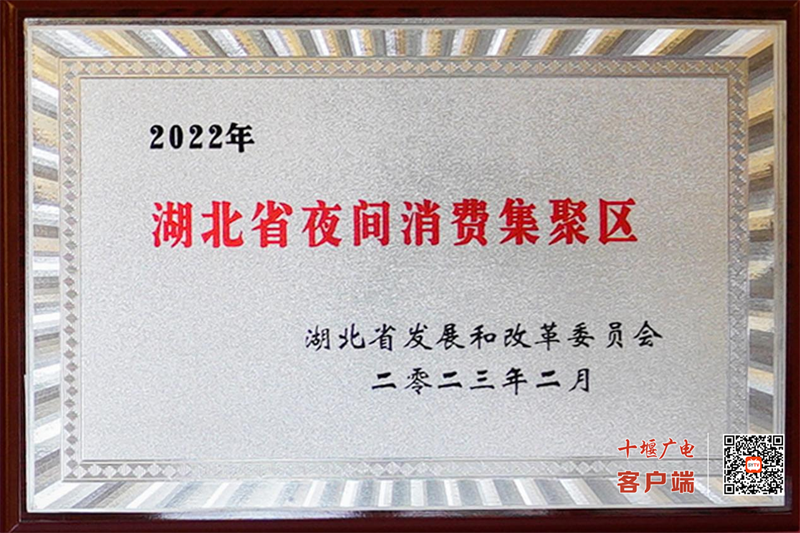 2022年
湖北省夜间消费集聚区
湖北省发展和改革委员会
二零二三年二月
十堰广电
客户端